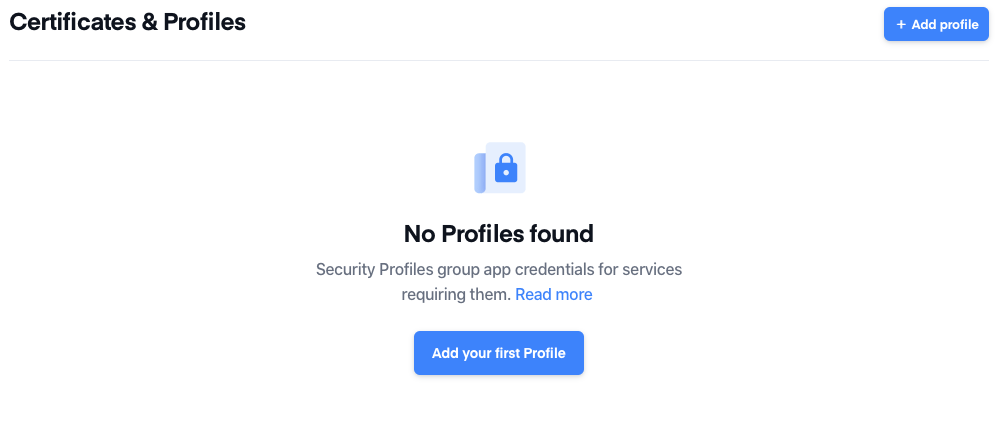 Certificates & Profiles
+ Add profile
No Profiles found
Security Profiles group app credentials for services
requiring them. Read more
Add your first Profile